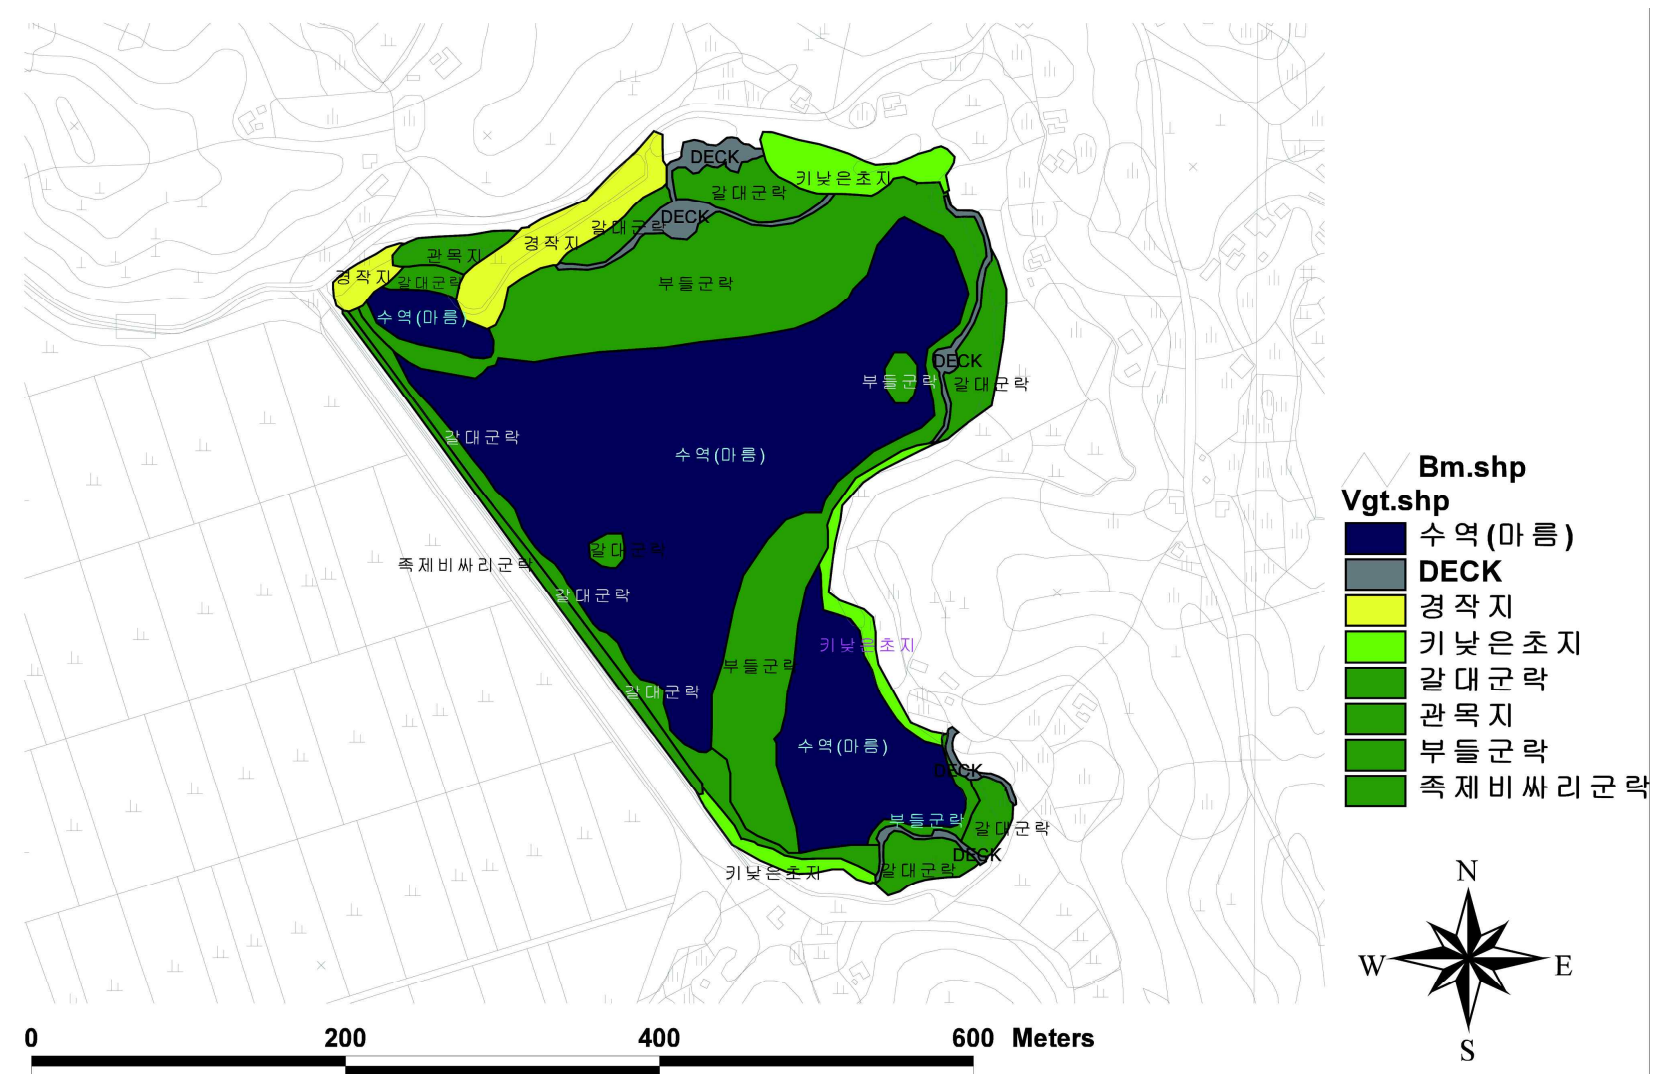 DECK
키낮은초지
갈대군락
DECK
갈대군락
경작지
관목지
경작지
갈대군락
부들군락
수역(마름)
DECK
부들군락
갈대군락
갈대군락
수역(마름)
갈대군락
족제비싸리군락
갈대군락
키낮은초지
부들군락
갈대군락
수역(마름)
DECK
부들군락
갈대군락
DECK
갈대군락
키낮은초지
Bm.shp
Vgt.shp
수역(마름)
DECK
경작지
키낮은초지
갈대군락
관목지
부들군락
족제비싸리군락
N
W
E
S
0 200 400 600 Meters